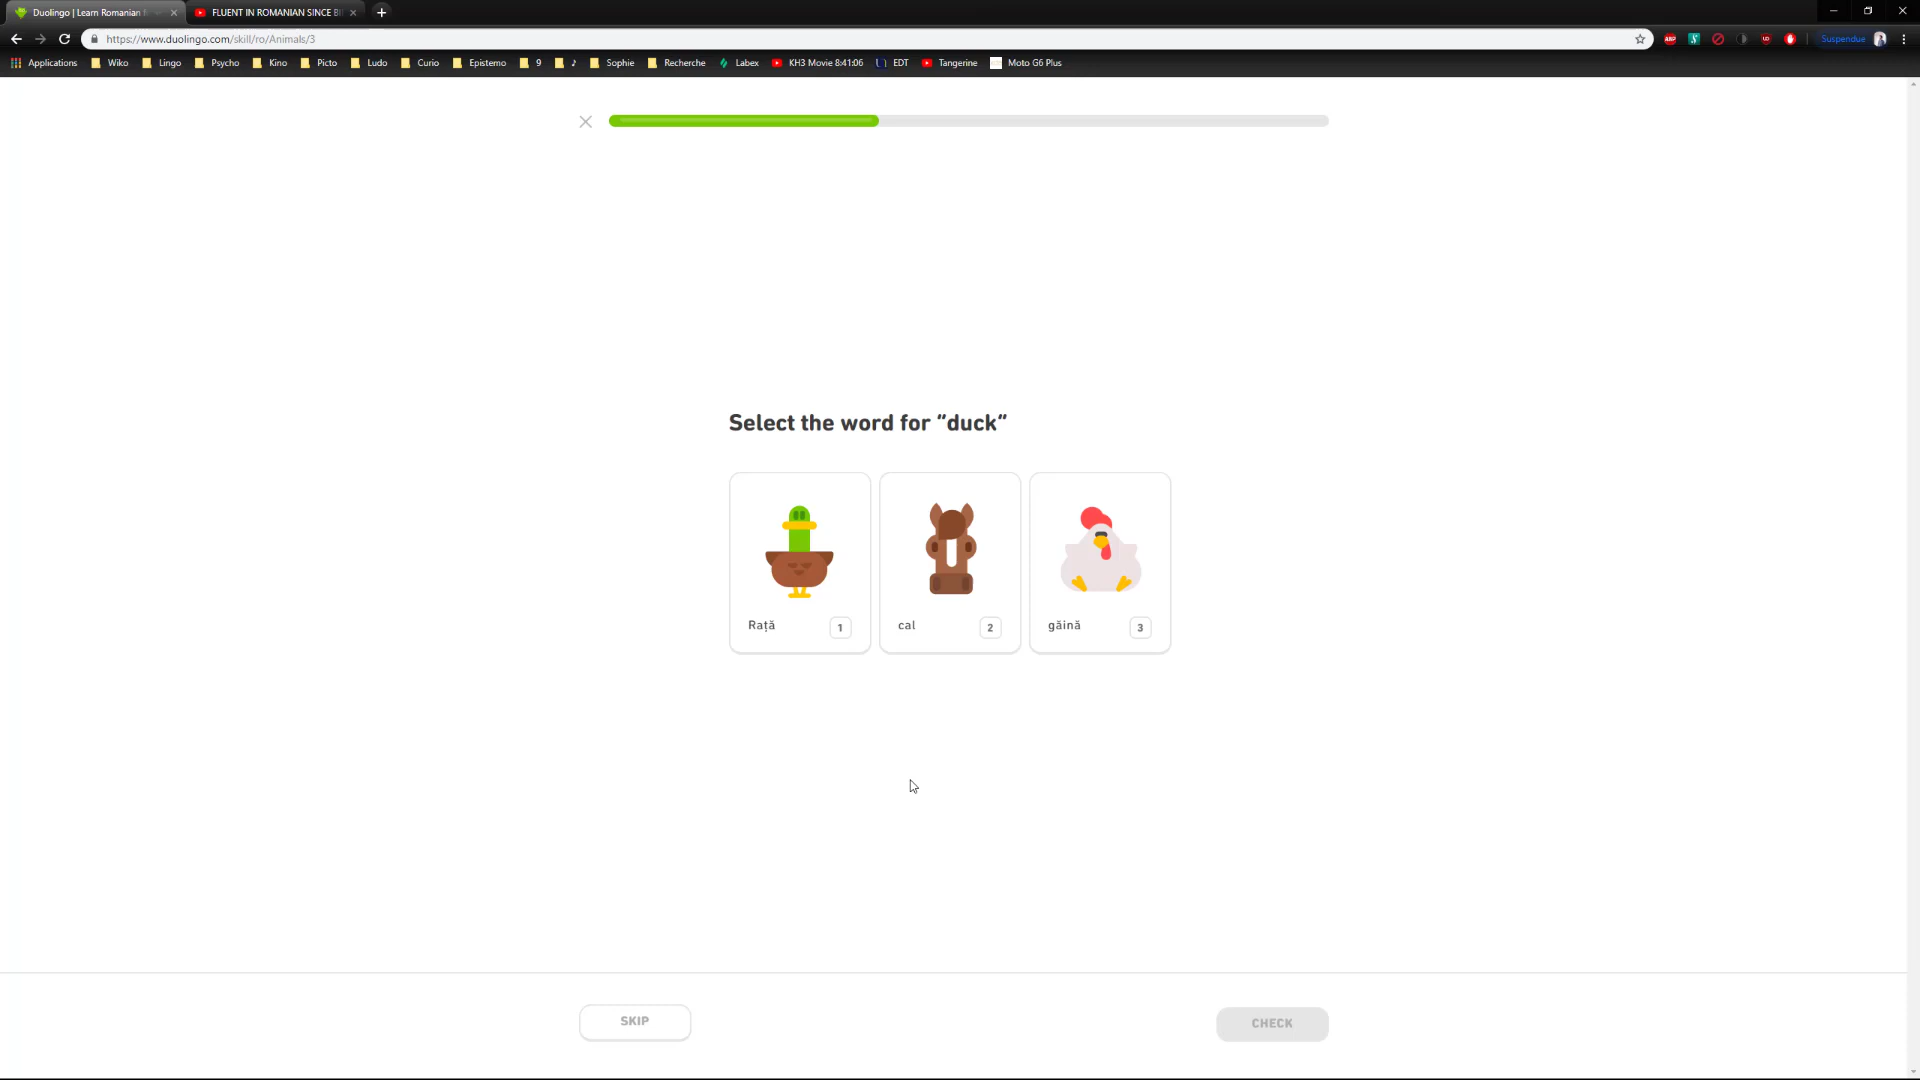 Duolingo | Learn Romanian
FLUENT IN ROMANIAN SINCE BI
https://www.duolingo.com/skill/ro/Animals/3
Suspendue
Applications Wiko Lingo Psycho Kino Picto Ludo Curio Epistemo 9 ♪ Sophie Recherche Labex KH3 Movie 8:41:06 EDT Tangerine Moto G6 Plus
Select the word for “duck”
Rață 1 cal 2 găină 3
SKIP CHECK